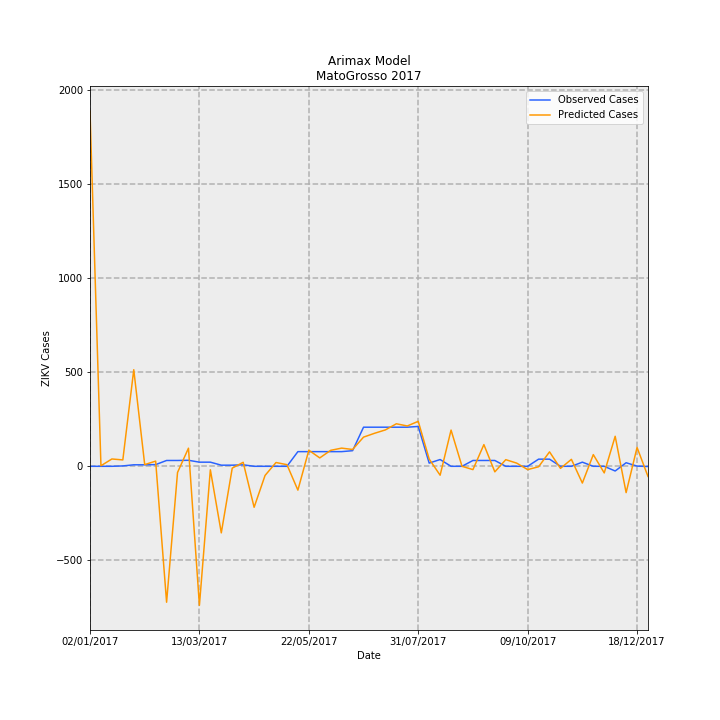 Arimax Model
MatoGrosso 2017
Observed Cases
Predicted Cases
ZIKV Cases
2000
1500
1000
500
0
−500
02/01/2017
13/03/2017
22/05/2017
31/07/2017
09/10/2017
18/12/2017
Date